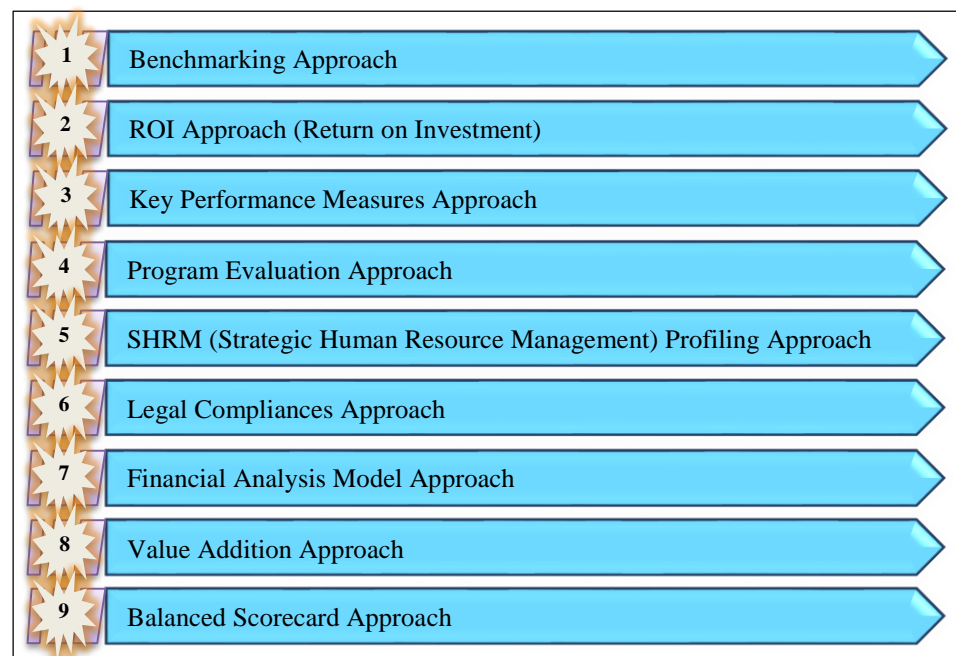 1 Benchmarking Approach
2 ROI Approach (Return on Investment)
3 Key Performance Measures Approach
4 Program Evaluation Approach
5 SHRM (Strategic Human Resource Management) Profiling Approach
6 Legal Compliances Approach
7 Financial Analysis Model Approach
8 Value Addition Approach
9 Balanced Scorecard Approach